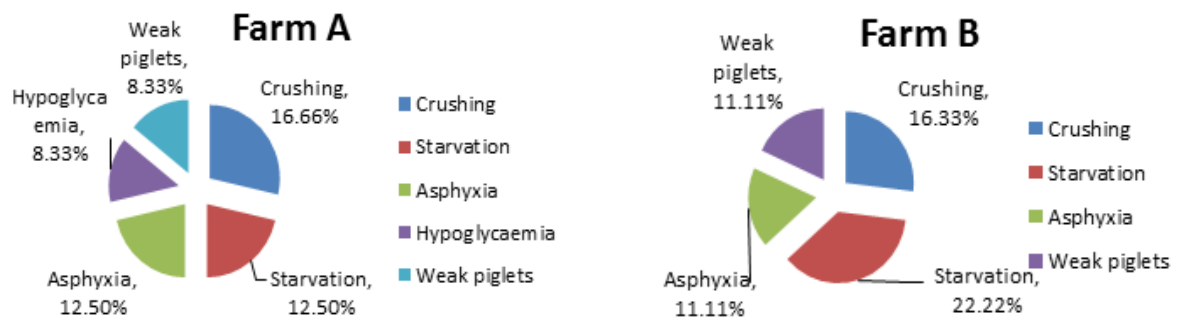 Farm A
Weak
piglets,
8.33%
Crushing,
16.66%
Hypoglyca
emia,
8.33%
Asphyxia,
12.50%
Starvation,
12.50%
Crushing
Starvation
Asphyxia
Hypoglycaemia
Weak piglets
Farm B
Weak
piglets,
11.11%
Crushing,
16.33%
Asphyxia,
11.11%
Starvation,
22.22%
Crushing
Starvation
Asphyxia
Weak piglets